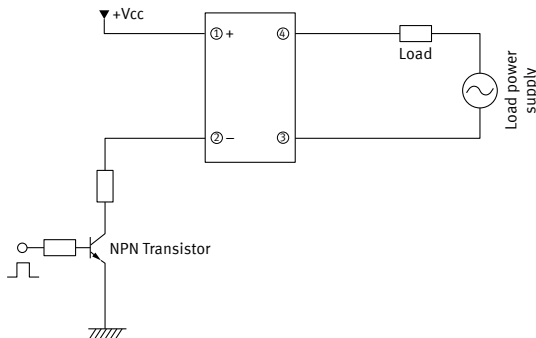 +Vcc
① +
④
Load
Load power
supply
② −
③
NPN Transistor